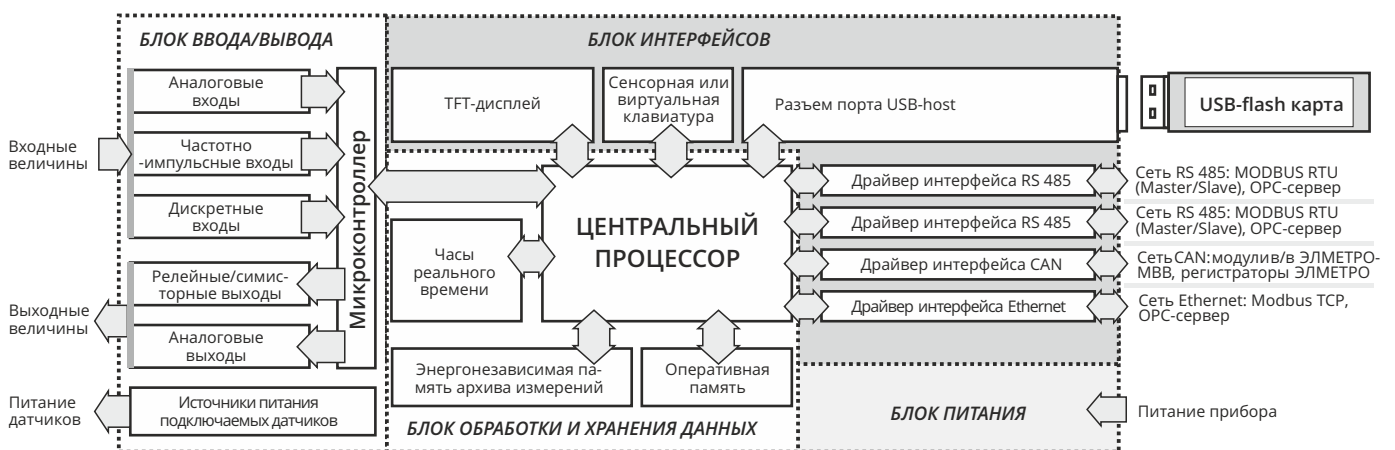 БЛОК ВВОДА/ВЫВОДА
БЛОК ИНТЕРФЕЙСОВ
Аналоговые
входы
Частотно
-импульсные входы
Дискретные
входы
Релейные/симис-
торные выходы
Аналоговые
выходы
Источники питания
подключаемых датчиков
Микроконтроллер
Входные
величины
Выходные
величины
Питание
датчиков
TFT-дисплей
Сенсорная или
виртуальная
клавиатура
Разъем порта USB-host
USB-flash карта
ЦЕНТРАЛЬНЫЙ
ПРОЦЕССОР
Часы
реального
времени
Энергонезависимая па-
мять архива измерений
Оперативная
память
БЛОК ОБРАБОТКИ И ХРАНЕНИЯ ДАННЫХ
Драйвер интерфейса RS 485
Драйвер интерфейса RS 485
Драйвер интерфейса CAN
Драйвер интерфейса Ethernet
Сеть RS 485: MODBUS RTU
(Master/Slave), OPC-сервер
Сеть RS 485: MODBUS RTU
(Master/Slave), OPC-сервер
Сеть CAN: модули в/в ЭЛМЕТРО-
МВВ, регистраторы ЭЛМЕТРО
Сеть Ethernet: Modbus TCP,
OPC-сервер
БЛОК ПИТАНИЯ
Питание прибора